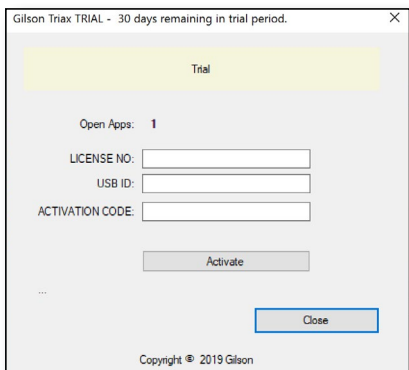 Gilson Triax TRIAL - 30 days remaining in trial period.
Trial
Open Apps: 1
LICENSE NO:
USB ID:
ACTIVATION CODE:
Activate
...
Close
Copyright © 2019 Gilson